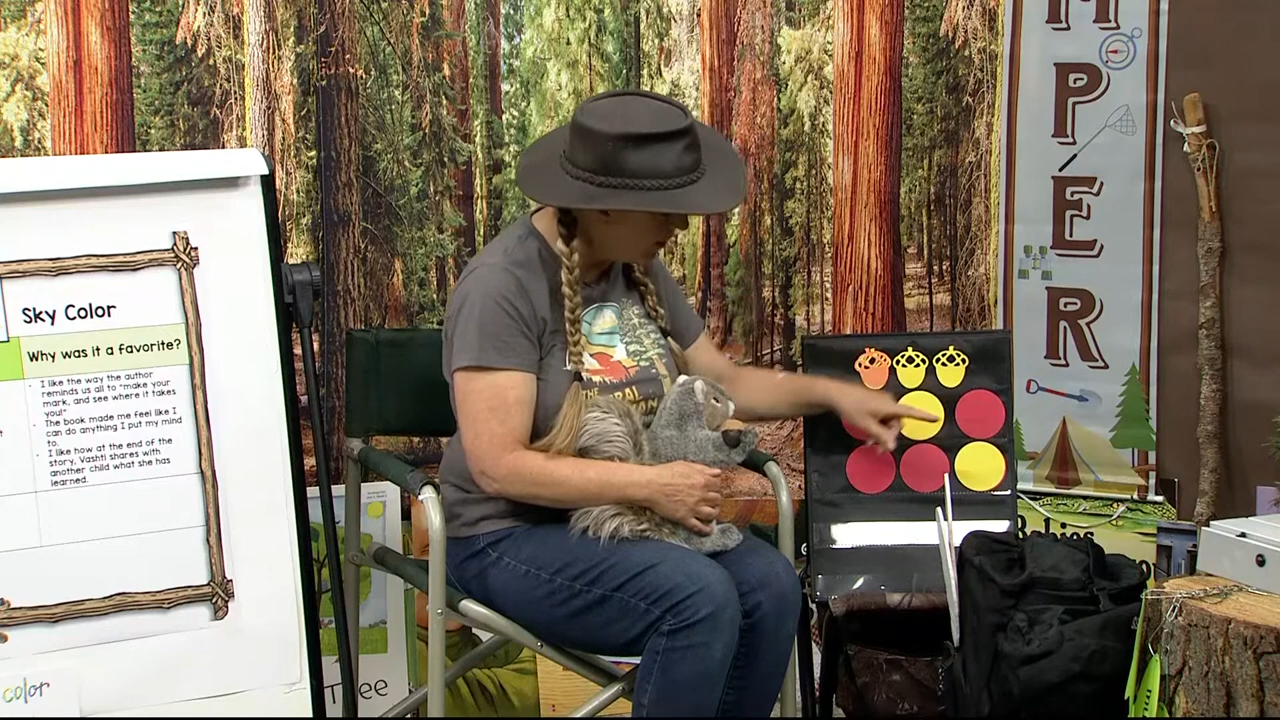 Sky Color
Why was it a favorite?
I like the way the author
reminds us all to "make your
mark, and see where it takes
you!"
The book made me feel like I
can do anything I put my mind
to.
I like how at the end of the
story, Vashti shares with
another child what she has
learned.
color
THE
Tree
M
P
E
R